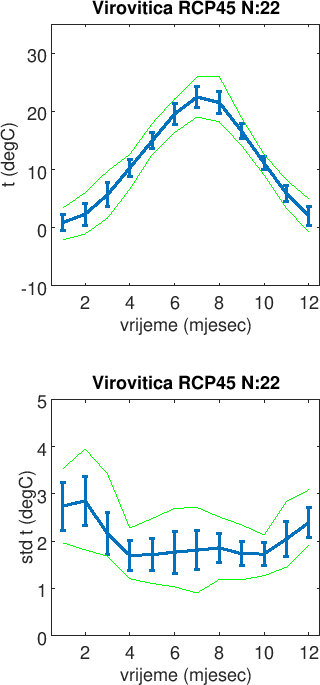 Virovitica RCP45 N:22
t (degC)
30
20
10
0
-10
2 4 6 8 10 12
vrijeme (mjesec)
Virovitica RCP45 N:22
std t (degC)
5
4
3
2
1
0
2 4 6 8 10 12
vrijeme (mjesec)